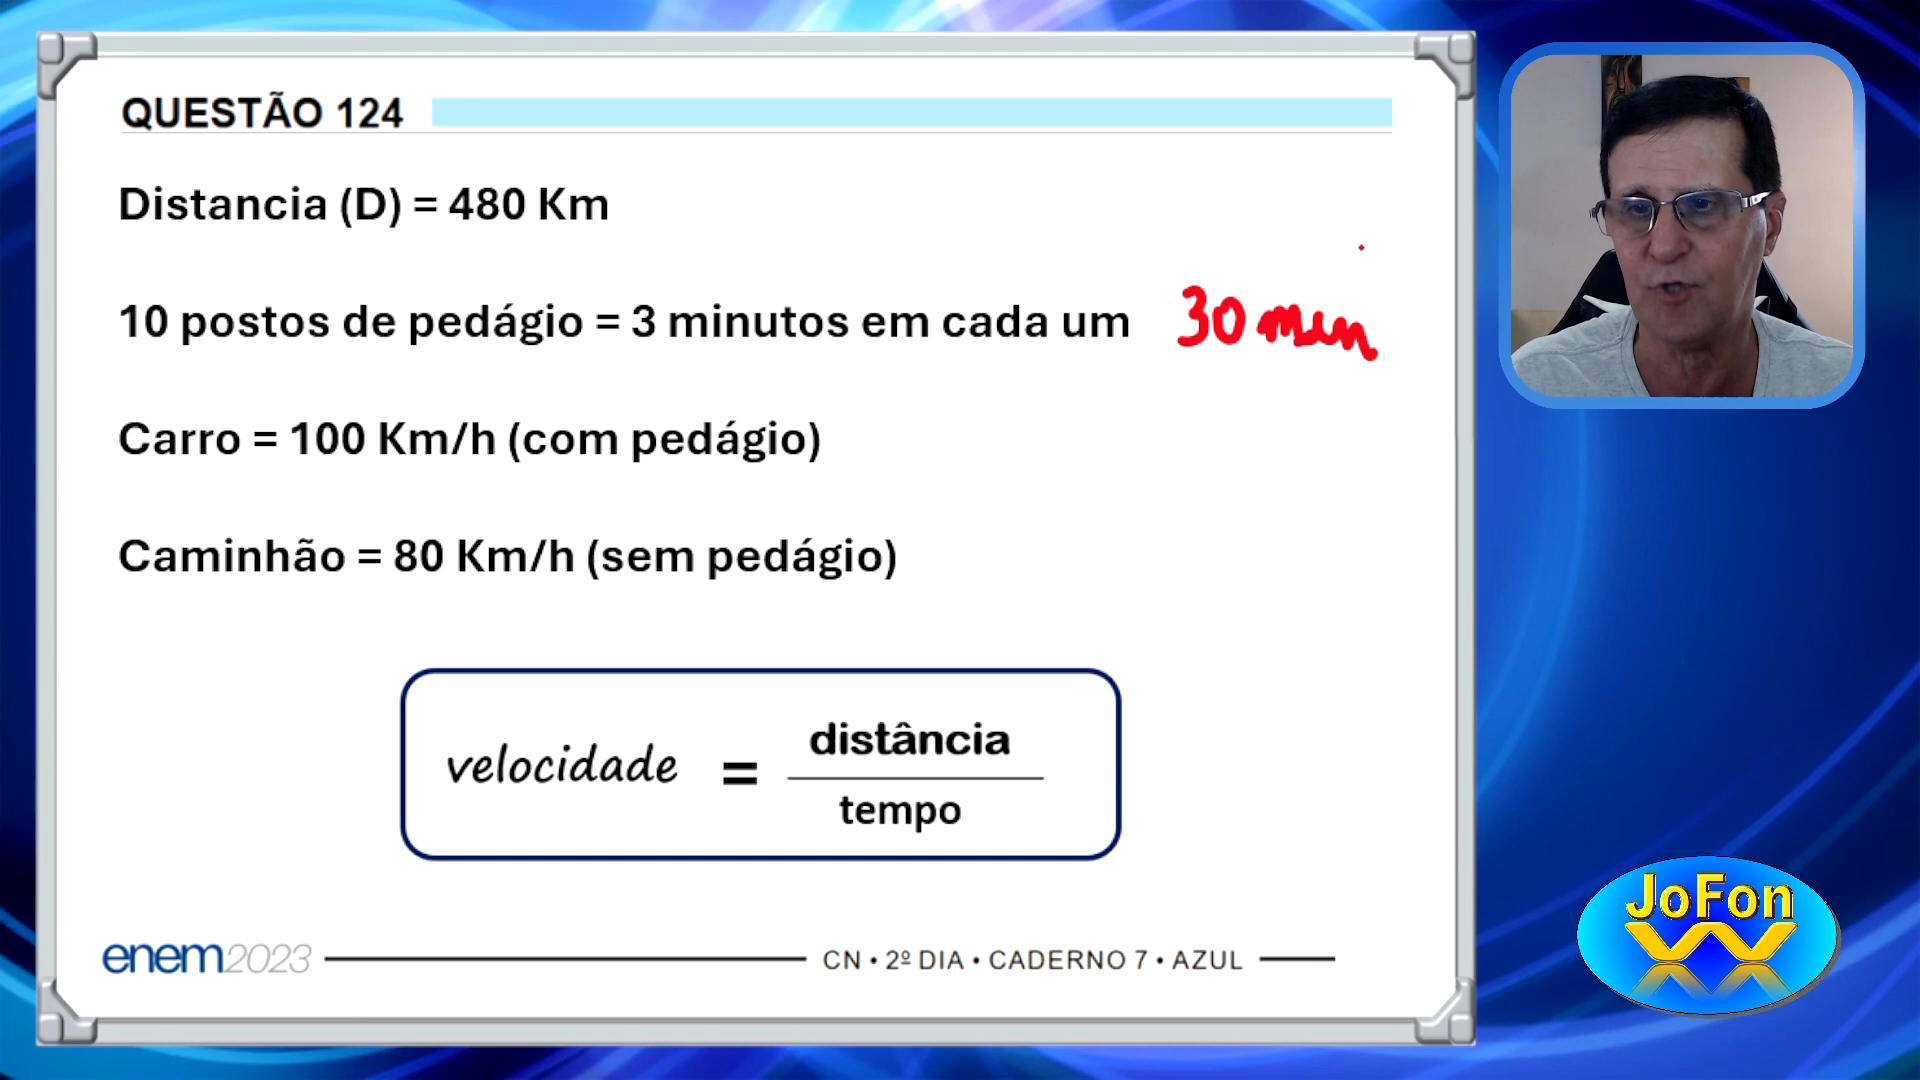 QUESTÃO 124
Distancia (D) = 480 Km
10 postos de pedágio = 3 minutos em cada um 30 min
Carro = 100 Km/h (com pedágio)
Caminhão = 80 Km/h (sem pedágio)
velocidade = distância
tempo
enem2023 CN • 2º DIA • CADERNO 7 • AZUL
JoFon